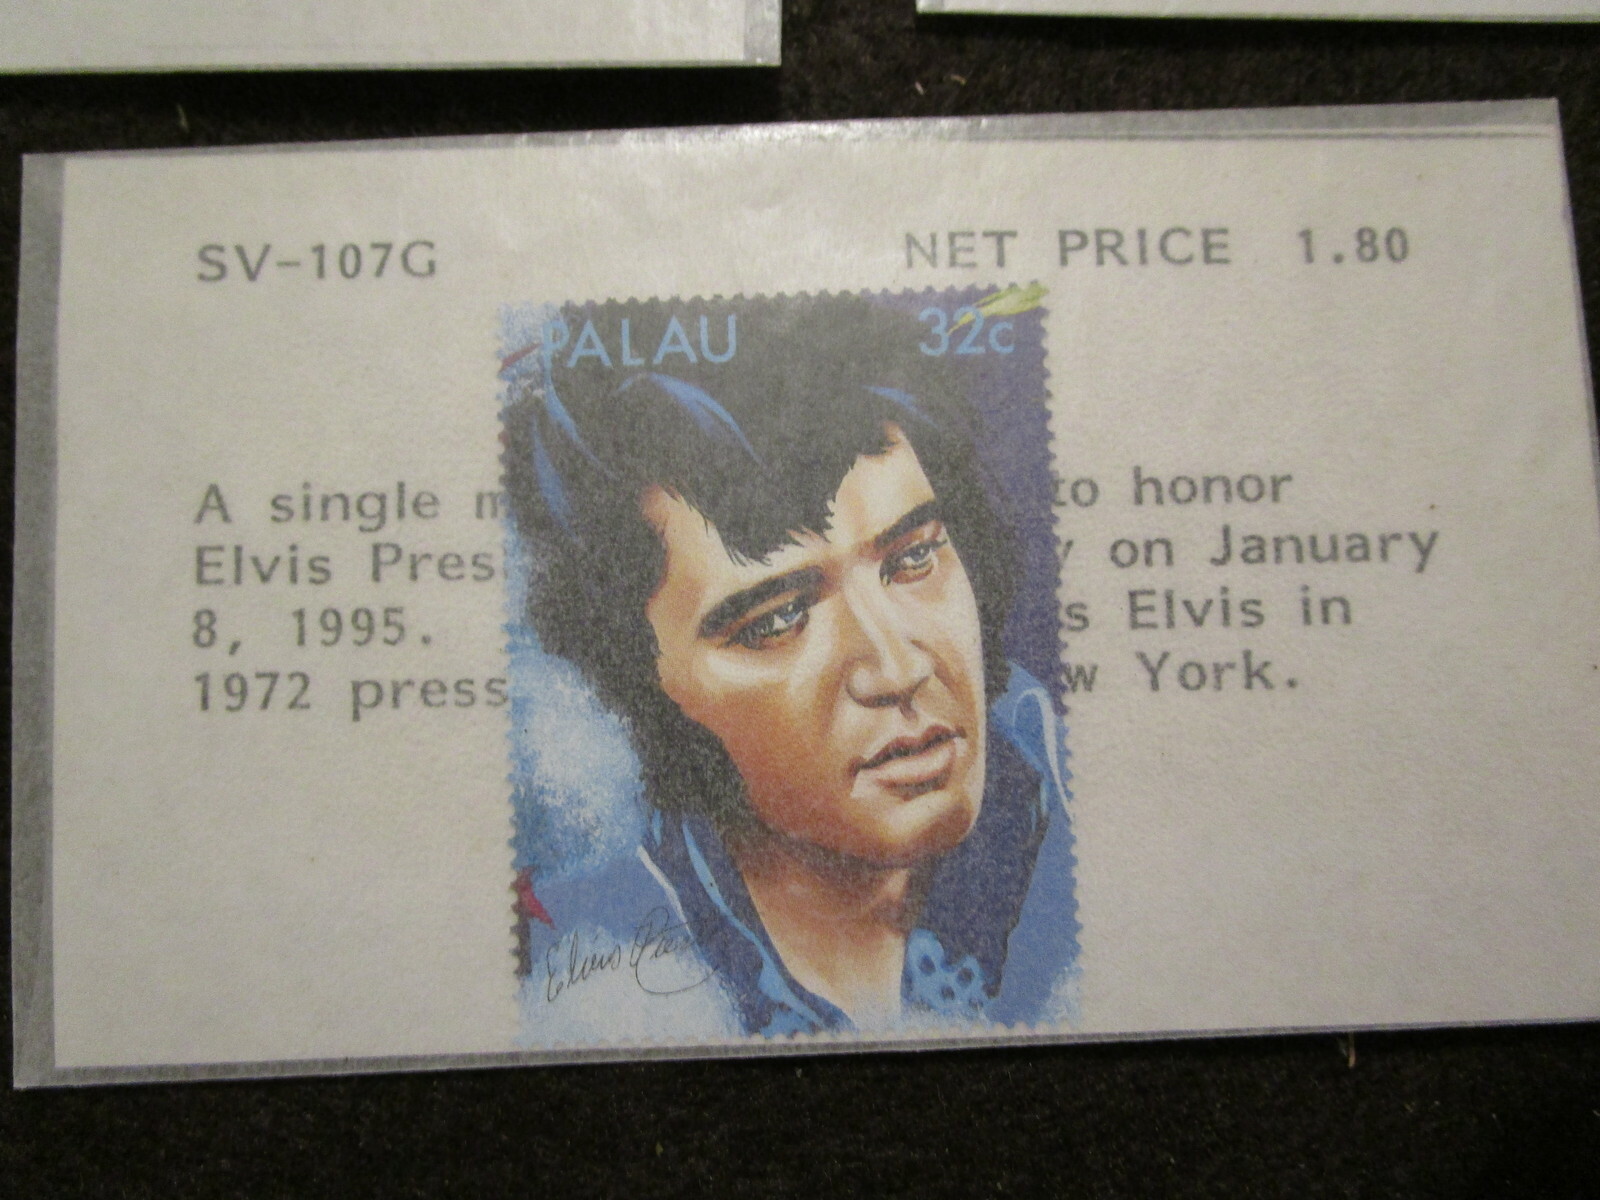 SV-107G NET PRICE 1.80
PALAU 32c
A single to honor
Elvis on January
8, 1995. Elvis in
1972 press York.
Elvis